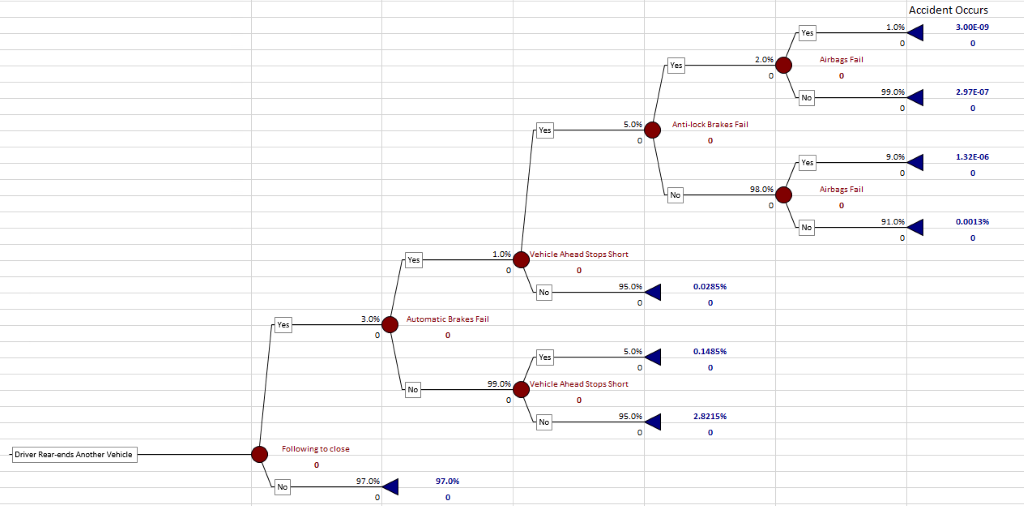 Accident Occurs
Yes 1.0% 3.00E-09
0 0
Yes 2.0% Airbags Fail
0 0
No 99.0% 2.97E-07
0 0
Yes 5.0% Anti-lock Brakes Fail
0 0
Yes 9.0% 1.32E-06
0 0
No 98.0% Airbags Fail
0 0
No 91.0% 0.0013%
0 0
Yes 1.0% Vehicle Ahead Stops Short
0 0
No 95.0% 0.0285%
0 0
Yes 3.0% Automatic Brakes Fail
0 0
Yes 5.0% 0.1485%
0 0
No 99.0% Vehicle Ahead Stops Short
0 0
No 95.0% 2.8215%
0 0
Driver Rear-ends Another Vehicle Following to close
0
No 97.0% 97.0%
0 0